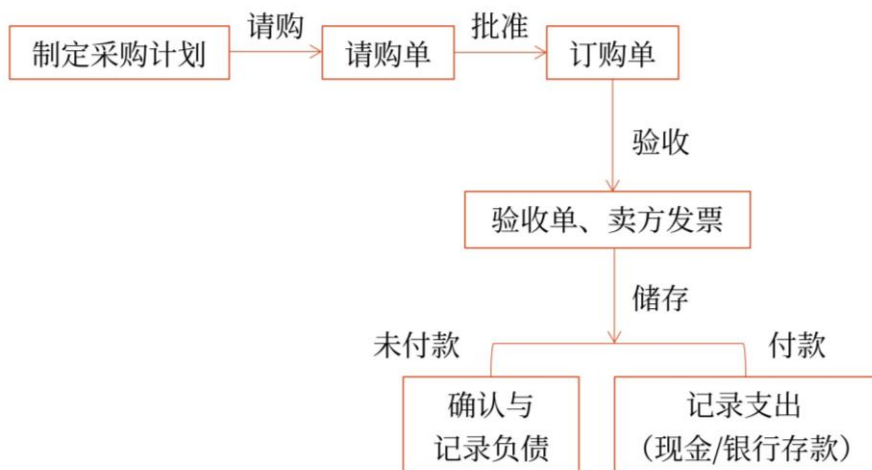 制定采购计划
请购
请购单
批准
订购单
验收
验收单、卖方发票
储存
未付款
付款
确认与
记录负债
记录支出
（现金/银行存款）